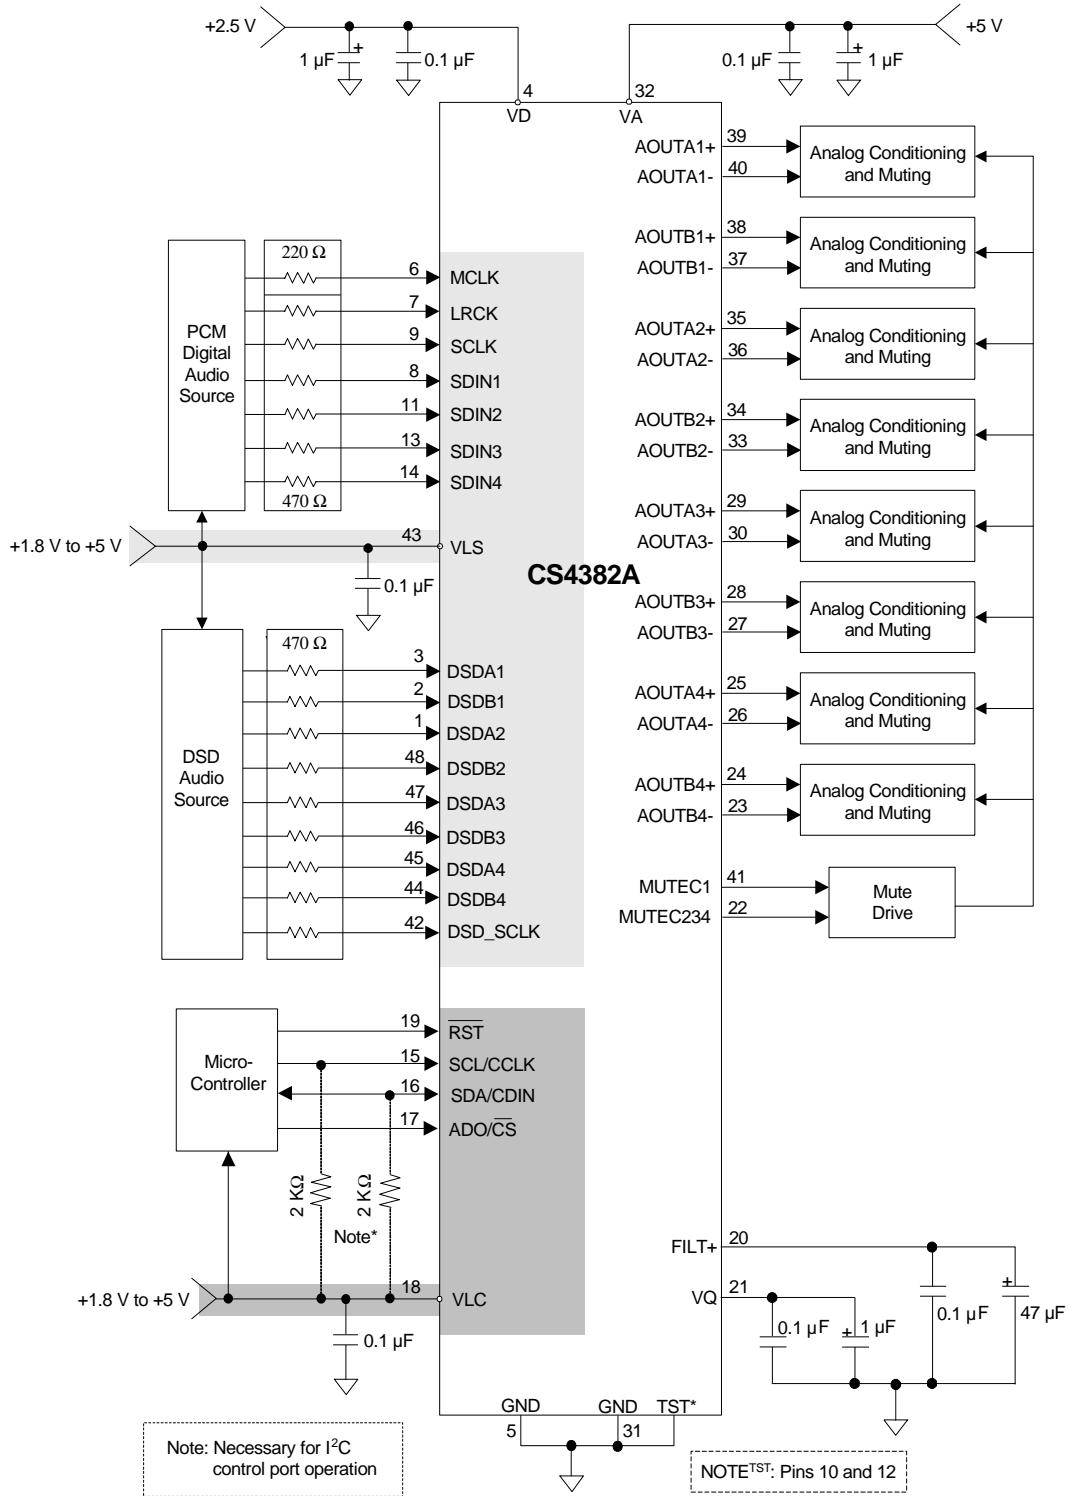 +2.5 V
+5 V
1 µF
+
0.1 µF
0.1 µF
+
1 µF
4
32
VD
VA
220 Ω
PCM
Digital
Audio
Source
6
MCLK
7
LRCK
9
SCLK
8
SDIN1
11
SDIN2
13
SDIN3
14
SDIN4
470 Ω
+1.8 V to +5 V
43
VLS
0.1 µF
CS4382A
470 Ω
DSD
Audio
Source
3
DSDA1
2
DSDB1
1
DSDA2
48
DSDB2
47
DSDA3
46
DSDB3
45
DSDA4
44
DSDB4
42
DSD_SCLK
Micro-
Controller
19
RST
15
SCL/CCLK
16
SDA/CDIN
17
ADO/CS
2 KΩ
2 KΩ
Note*
+1.8 V to +5 V
18
VLC
0.1 µF
AOUTA1+
39
AOUTA1-
40
Analog Conditioning
and Muting
AOUTB1+
38
AOUTB1-
37
Analog Conditioning
and Muting
AOUTA2+
35
AOUTA2-
36
Analog Conditioning
and Muting
AOUTB2+
34
AOUTB2-
33
Analog Conditioning
and Muting
AOUTA3+
29
AOUTA3-
30
Analog Conditioning
and Muting
AOUTB3+
28
AOUTB3-
27
Analog Conditioning
and Muting
AOUTA4+
25
AOUTA4-
26
Analog Conditioning
and Muting
AOUTB4+
24
AOUTB4-
23
Analog Conditioning
and Muting
MUTEC1
41
MUTEC234
22
Mute
Drive
FILT+
20
VQ
21
0.1 µF
+
1 µF
0.1 µF
+
47 µF
GND
5
GND
31
TST*
Note: Necessary for I²C
control port operation
NOTE^TST: Pins 10 and 12